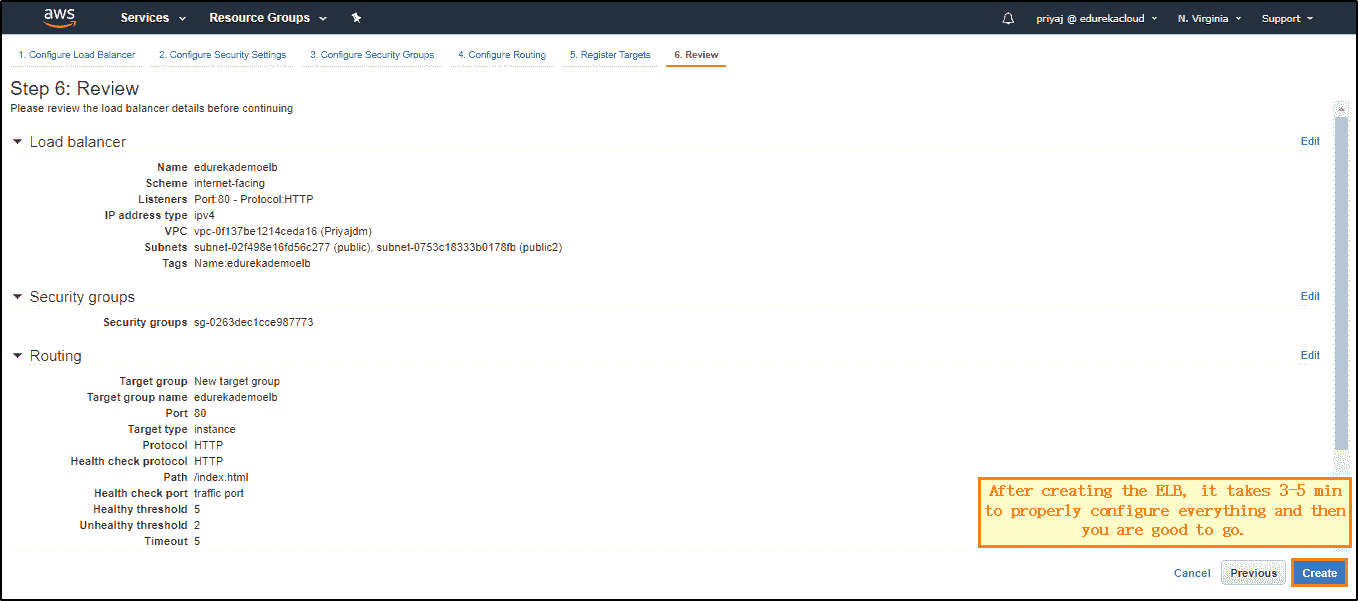 aws Services Resource Groups priyaj @ edurekacloud N. Virginia Support
1. Configure Load Balancer 2. Configure Security Settings 3. Configure Security Groups 4. Configure Routing 5. Register Targets 6. Review
Step 6: Review
Please review the load balancer details before continuing
Load balancer Edit
Name edurekademoelb
Scheme internet-facing
Listeners Port:80 - Protocol:HTTP
IP address type ipv4
VPC vpc-0f137be1214ceda16 (Priyajdm)
Subnets subnet-02f498e16fd56c277 (public), subnet-0753c18333b0178fb (public2)
Tags Name:edurekademoelb
Security groups Edit
Security groups sg-0263dec1cce987773
Routing Edit
Target group New target group
Target group name edurekademoelb
Port 80
Target type instance
Protocol HTTP
Health check protocol HTTP
Path /index.html
Health check port traffic port
Healthy threshold 5
Unhealthy threshold 2
Timeout 5
After creating the ELB, it takes 3-5 min
to properly configure everything and then
you are good to go.
Cancel Previous Create